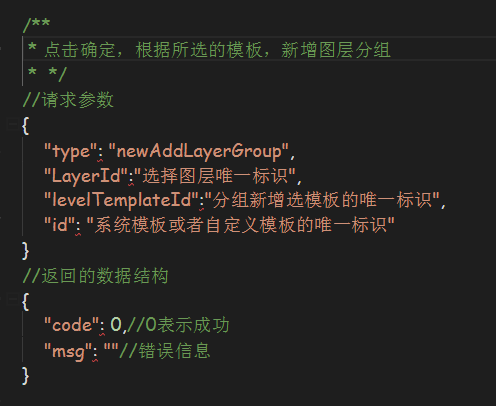 /**
* 点击确定，根据所选的模板，新增图层分组
* */
//请求参数
{
"type": "newAddLayerGroup",
"LayerId":"选择图层唯一标识",
"levelTemplateId":"分组新增选模板的唯一标识",
"id": "系统模板或者自定义模板的唯一标识"
}
//返回的数据结构
{
"code": 0,//0表示成功
"msg": ""//错误信息
}